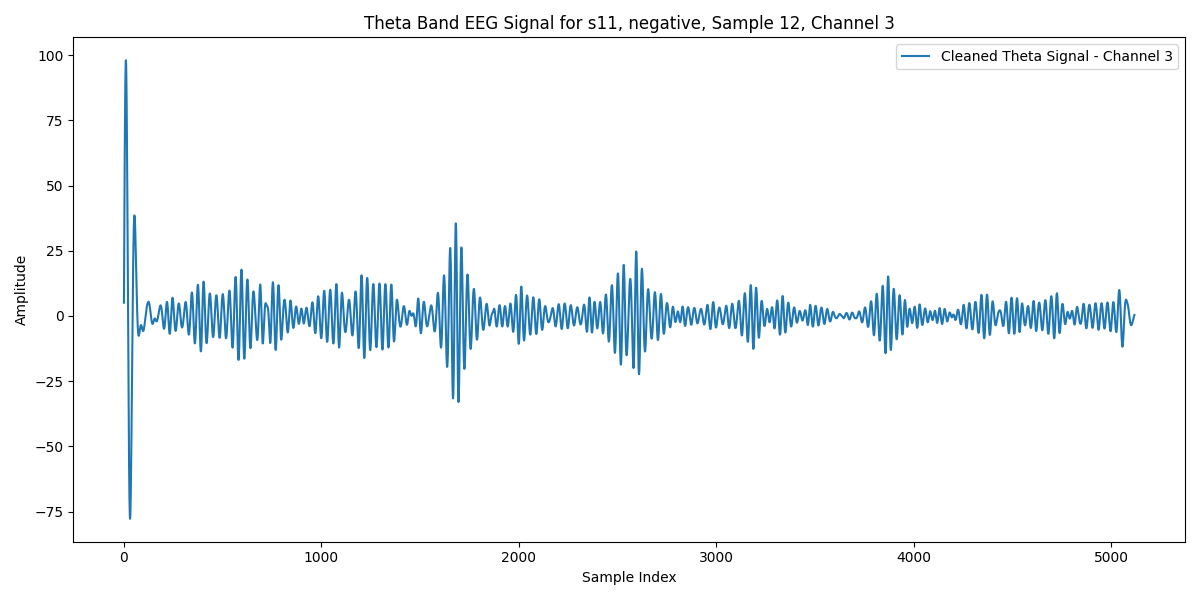 Theta Band EEG Signal for s11, negative, Sample 12, Channel 3
Cleaned Theta Signal - Channel 3
100
75
50
25
0
−25
−50
−75
Amplitude
0 1000 2000 3000 4000 5000
Sample Index